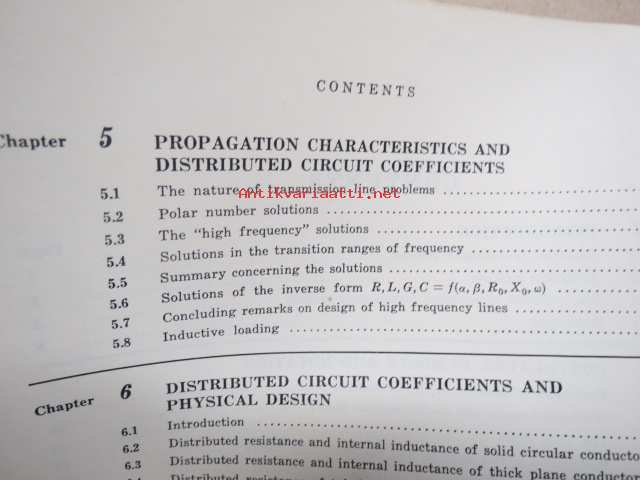 CONTENTS
Chapter 5 PROPAGATION CHARACTERISTICS AND
DISTRIBUTED CIRCUIT COEFFICIENTS
5.1 The nature of transmission line problems
Antikvariaatti.net
5.2 Polar number solutions
5.3 The "high frequency" solutions
5.4 Solutions in the transition ranges of frequency
5.5 Summary concerning the solutions
5.6 Solutions of the inverse form R, L, G, C = f(α, β, R₀, X₀, ω)
5.7 Concluding remarks on design of high frequency lines
5.8 Inductive loading
Chapter 6 DISTRIBUTED CIRCUIT COEFFICIENTS AND
PHYSICAL DESIGN
6.1 Introduction
6.2 Distributed resistance and internal inductance of solid circular conducto
6.3 Distributed resistance and internal inductance of thick plane conductor